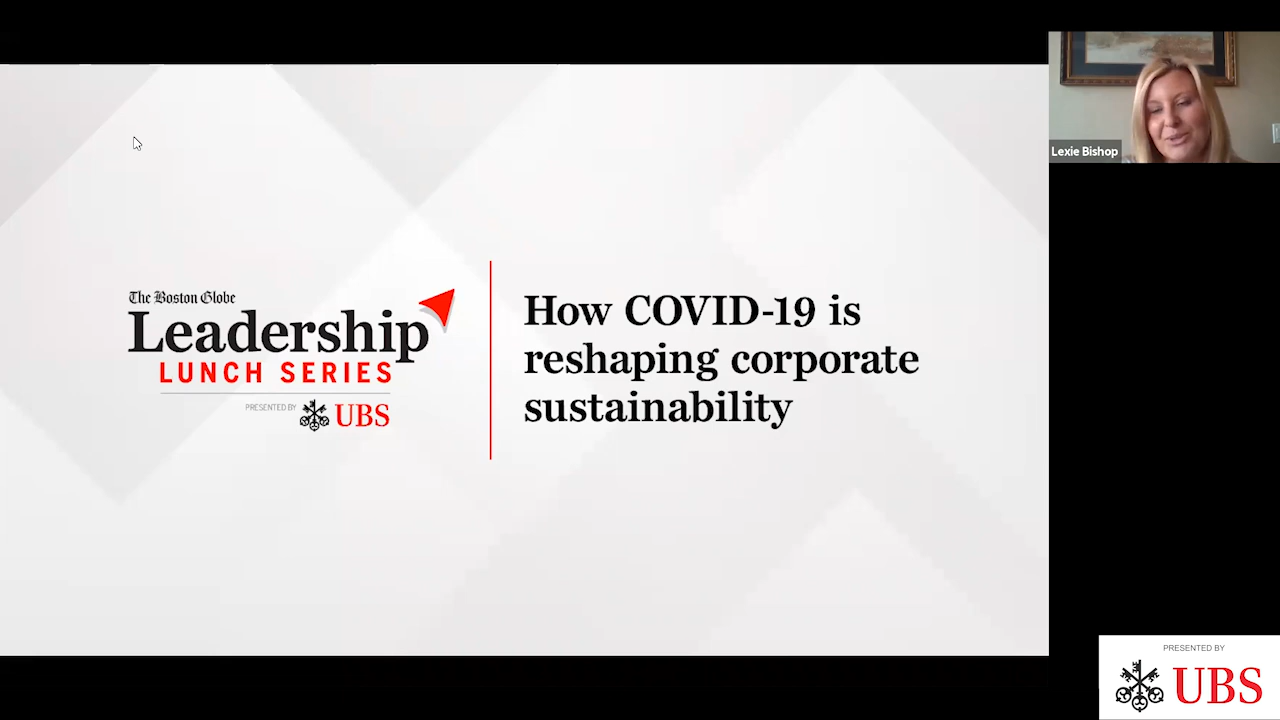 The Boston Globe
Leadership
LUNCH SERIES
PRESENTED BY UBS
How COVID-19 is
reshaping corporate
sustainability
Lexie Bishop
PRESENTED BY
UBS